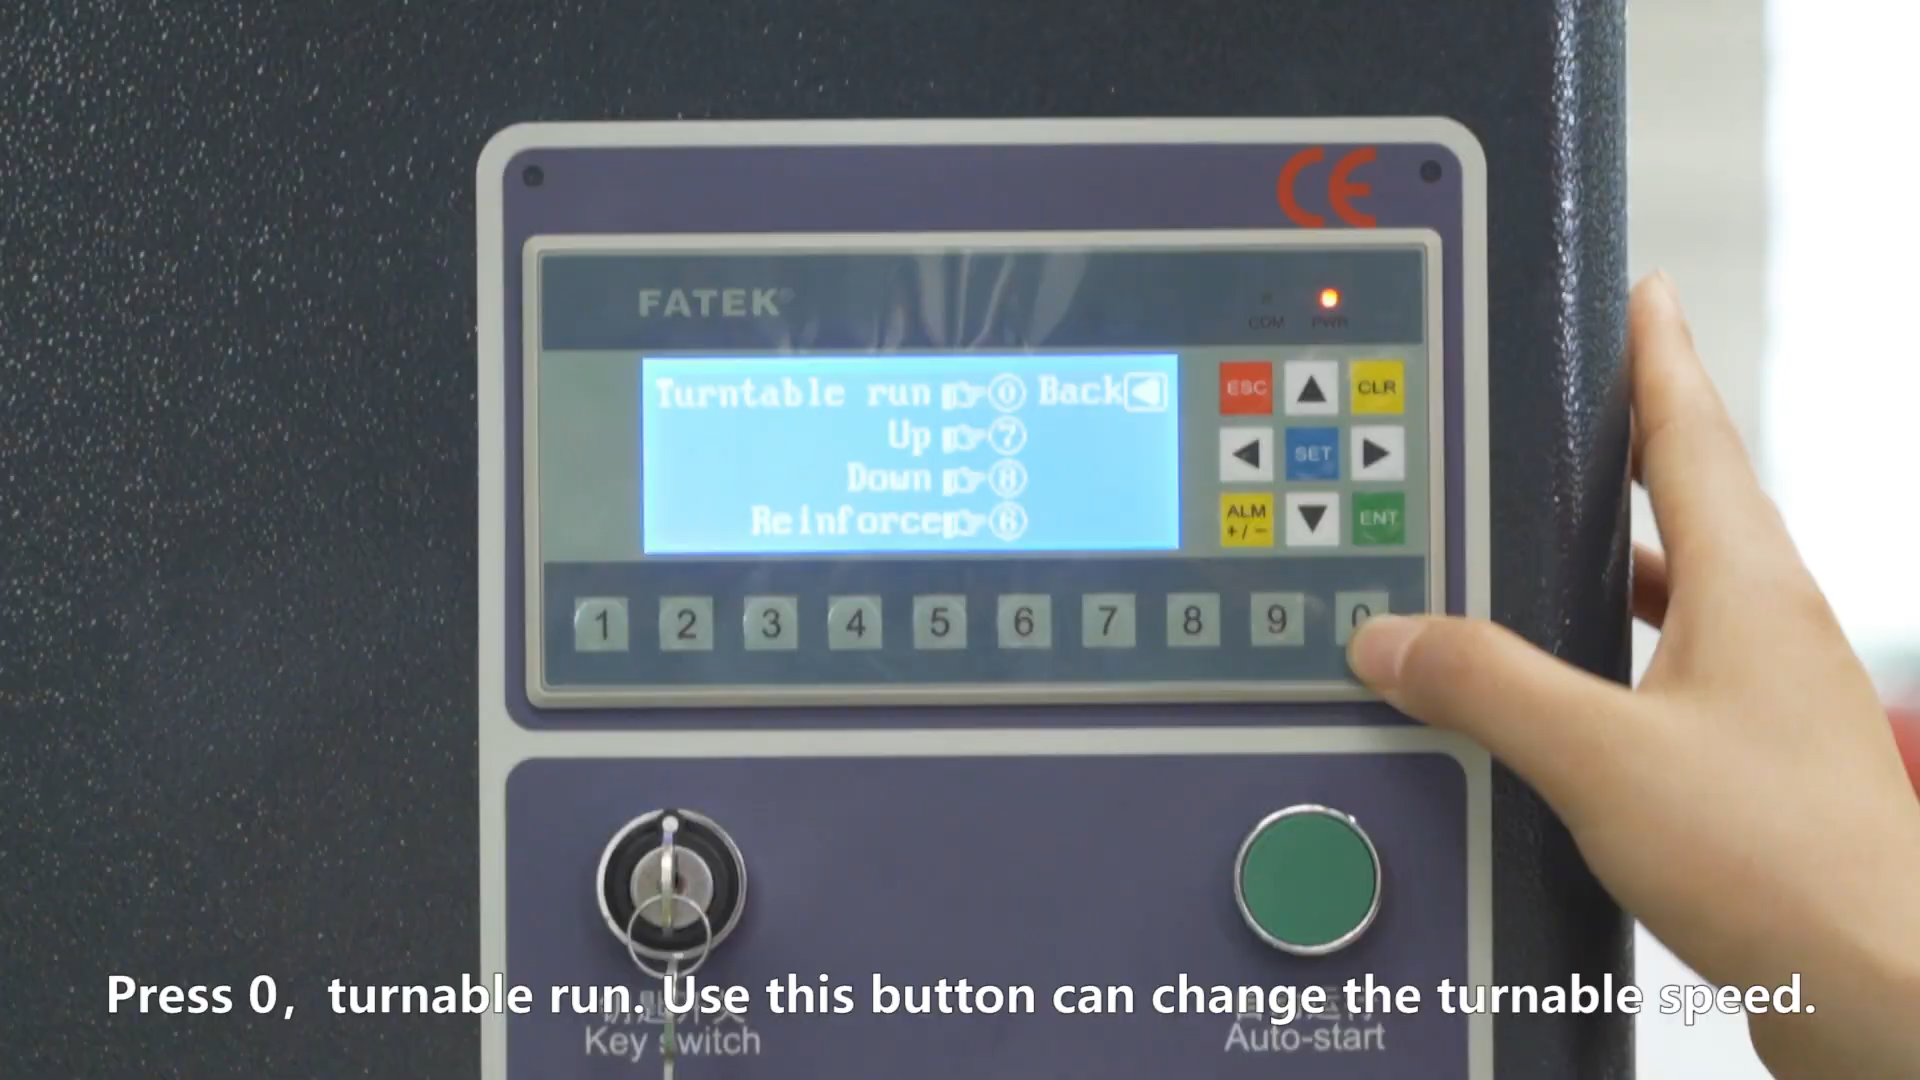 CE
FATEK
COM PWR
Turntable run☞⓪ Back◀
Up☞⑦
Down☞⑧
Reinforce☞⑥
ESC ▲ CLR
◀ SET ▶
ALM +/- ▼ ENT
1 2 3 4 5 6 7 8 9 0
Press 0，turnable run. Use this button can change the turnable speed.
Key switch
Auto-start